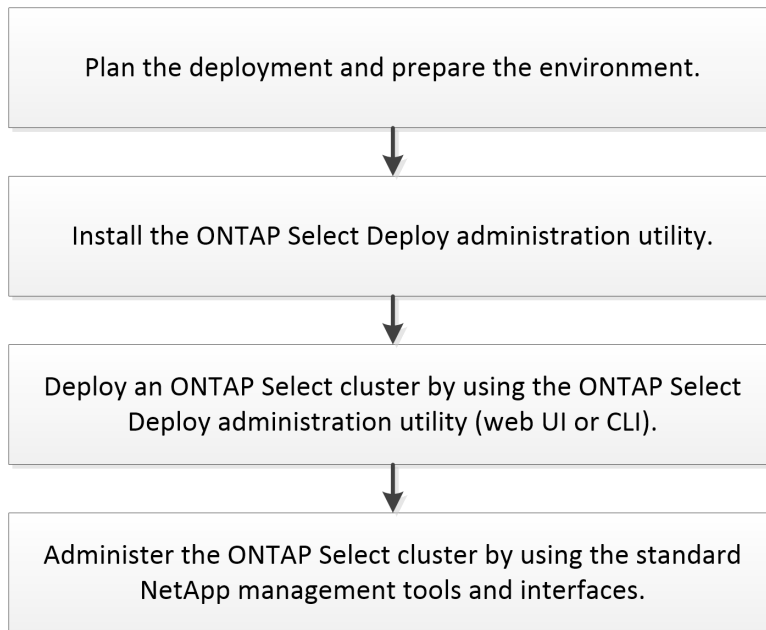 Plan the deployment and prepare the environment.
Install the ONTAP Select Deploy administration utility.
Deploy an ONTAP Select cluster by using the ONTAP Select
Deploy administration utility (web UI or CLI).
Administer the ONTAP Select cluster by using the standard
NetApp management tools and interfaces.